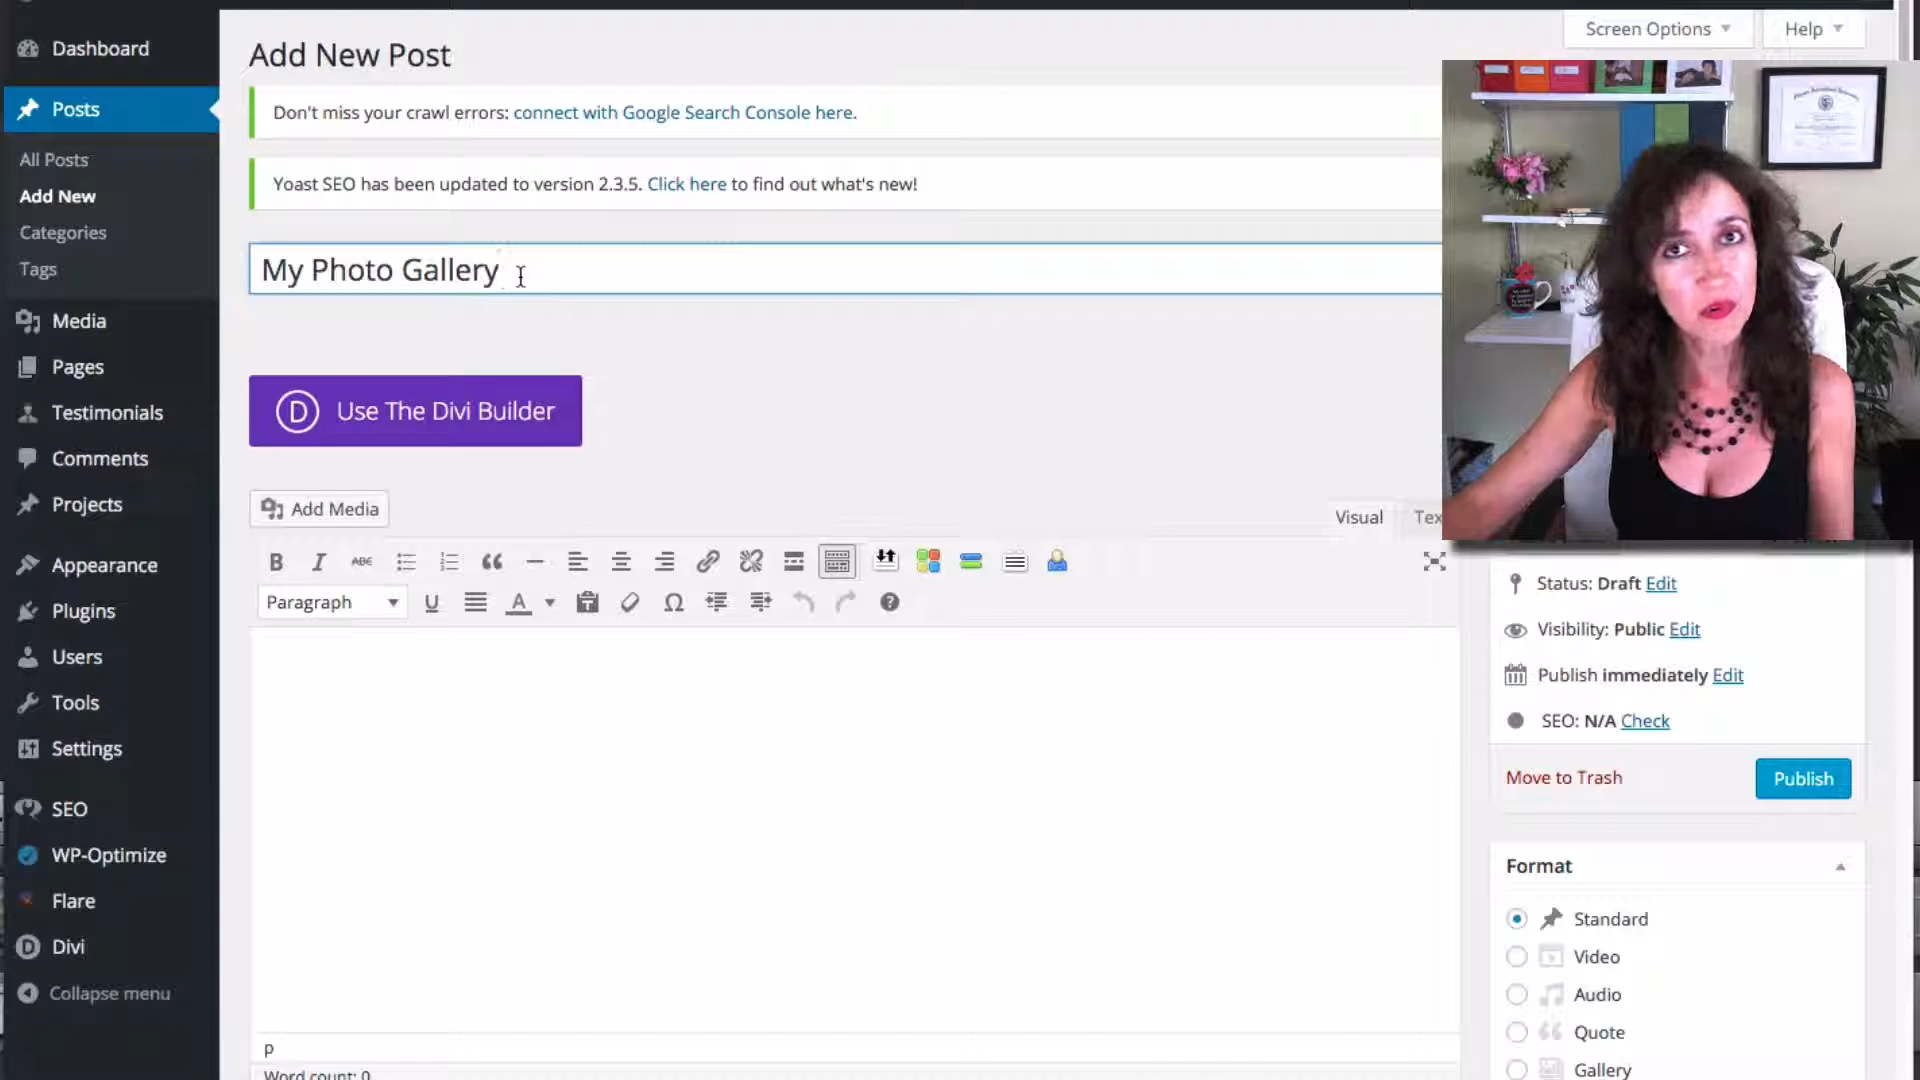 Dashboard
Posts
All Posts
Add New
Categories
Tags
Media
Pages
Testimonials
Comments
Projects
Appearance
Plugins
Users
Tools
Settings
SEO
WP-Optimize
Flare
Divi
Collapse menu
Screen Options
Help
Add New Post
Don't miss your crawl errors: connect with Google Search Console here.
Yoast SEO has been updated to version 2.3.5. Click here to find out what's new!
My Photo Gallery
D Use The Divi Builder
Add Media
Visual
Tex
B I ABC
Paragraph U A Ω
p
Word count: 0
Status: Draft Edit
Visibility: Public Edit
Publish immediately Edit
SEO: N/A Check
Move to Trash
Publish
Format
Standard
Video
Audio
Quote
Gallery